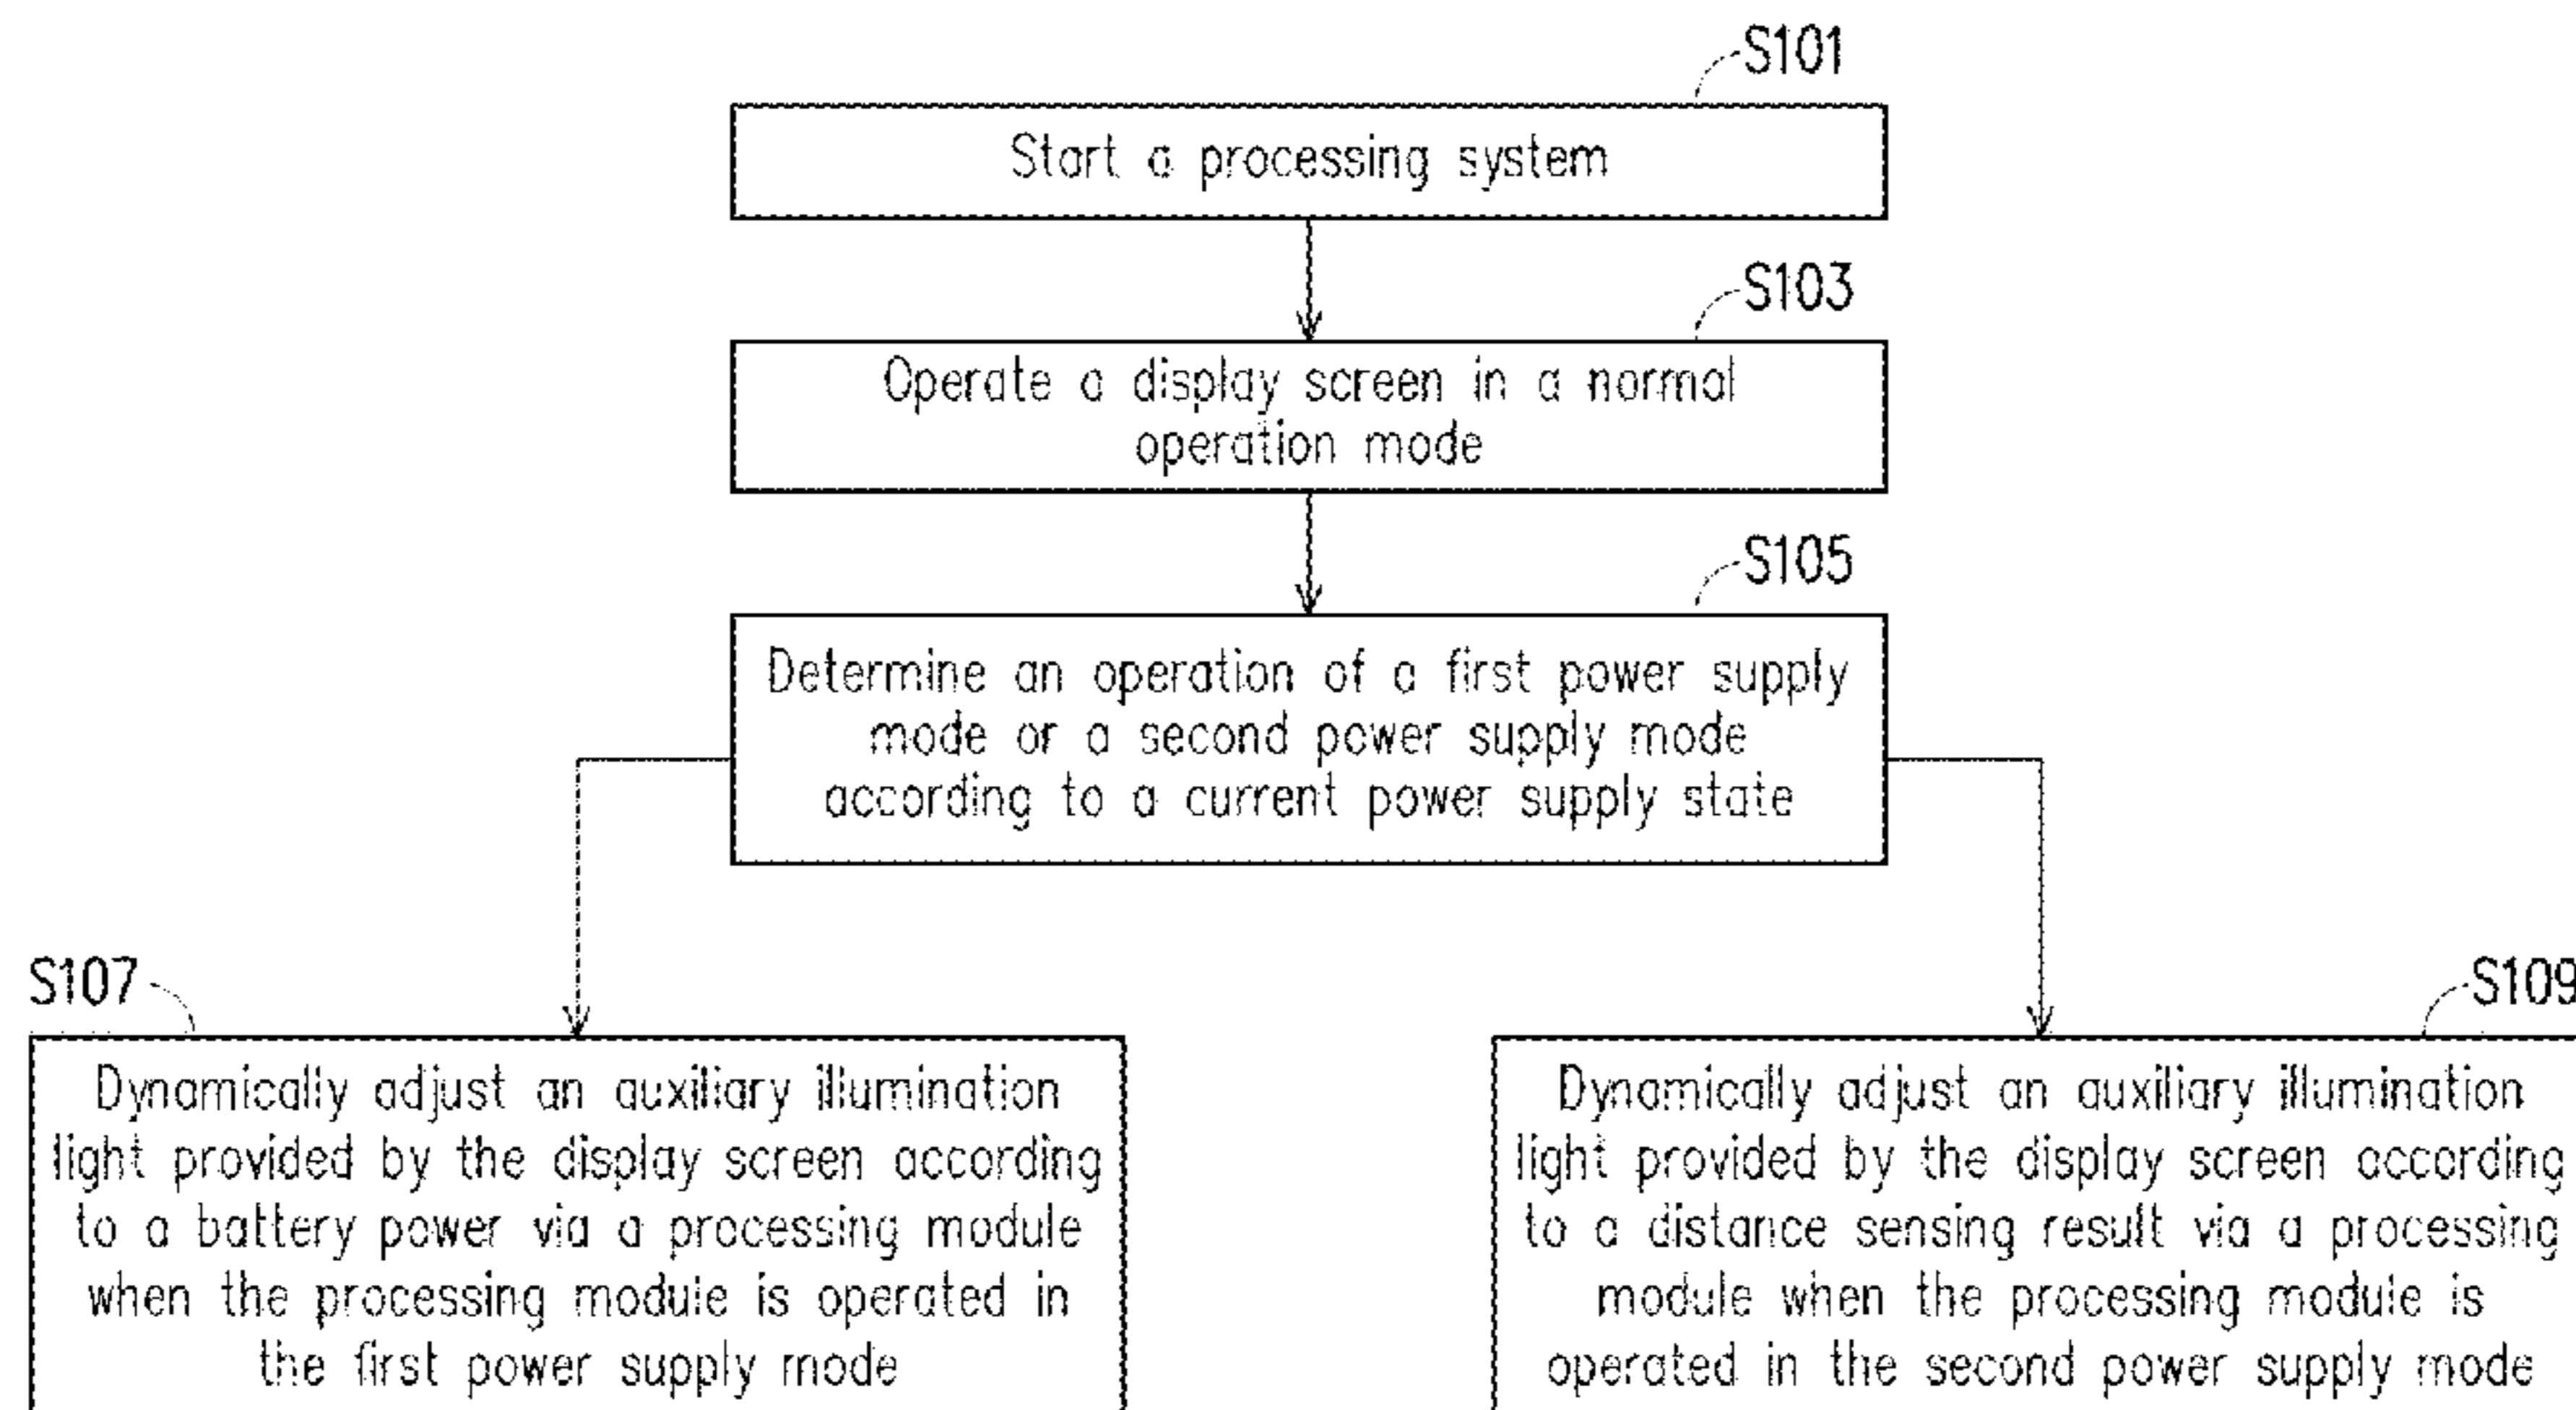 S101
Start a processing system
S103
Operate a display screen in a normal
operation mode
S105
Determine an operation of a first power supply
mode or a second power supply mode
according to a current power supply state
S107
Dynamically adjust an auxiliary illumination
light provided by the display screen according
to a battery power via a processing module
when the processing module is operated in
the first power supply mode
S109
Dynamically adjust an auxiliary illumination
light provided by the display screen according
to a distance sensing result via a processing
module when the processing module is
operated in the second power supply mode